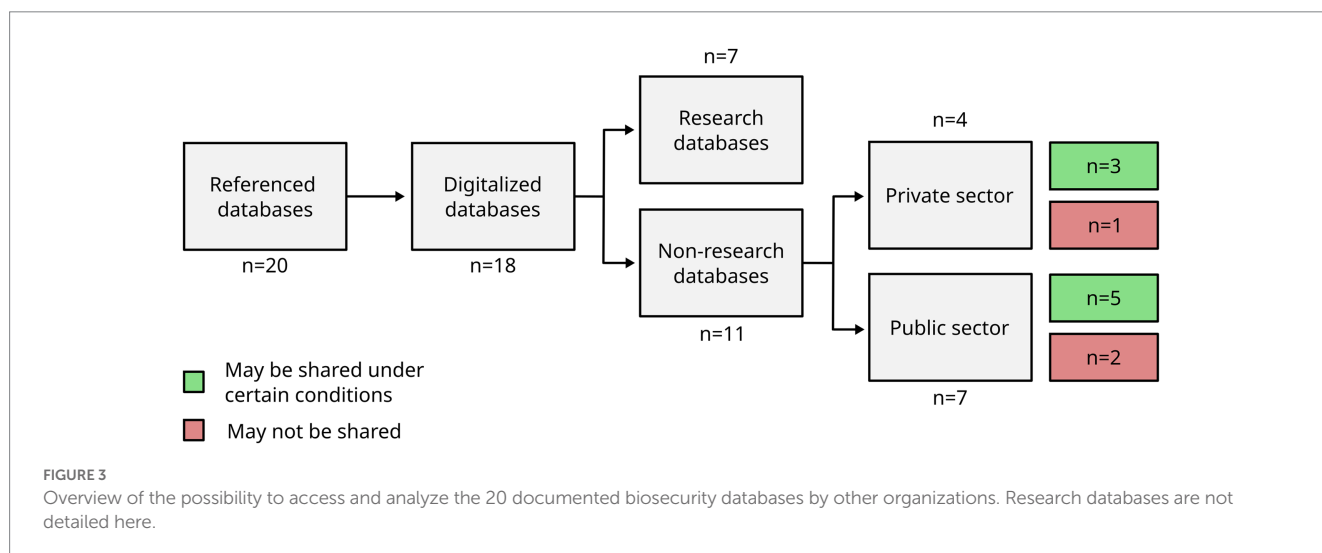 n=7
Research
databases
n=4
Referenced
databases
n=20
Digitalized
databases
n=18
Private sector
n=3
n=1
Non-research
databases
n=11
Public sector
n=5
n=2
n=7
May be shared under
certain conditions
May not be shared
FIGURE 3
Overview of the possibility to access and analyze the 20 documented biosecurity databases by other organizations. Research databases are not
detailed here.